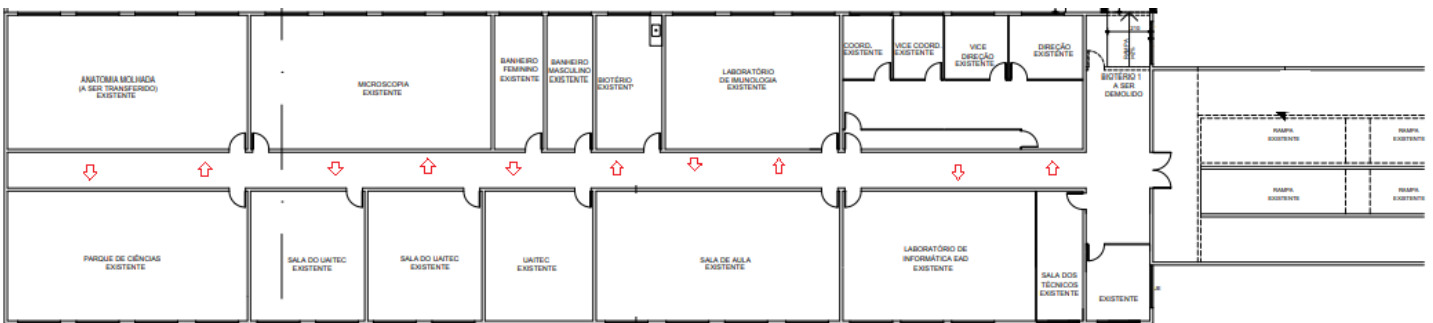 ANATOMIA MOLHADA
(A SER TRANSFERIDO)
EXISTENTE
MICROSCOPIA
EXISTENTE
BANHEIRO
FEMININO
EXISTENTE
BANHEIRO
MASCULINO
EXISTENTE
BIOTÉRIO
EXISTENT
LABORATÓRIO
DE IMUNOLOGIA
EXISTENTE
COORD.
EXISTENTE
VICE COORD.
EXISTENTE
VICE
DIREÇÃO
EXISTENTE
DIREÇÃO
EXISTENTE
RAMPA
BIOTÉRIO 1
A SER
DEMOLIDO
RAMPA
EXISTENTE
RAMPA
EXISTENTE
RAMPA
EXISTENTE
RAMPA
EXISTENTE
PARQUE DE CIÊNCIAS
EXISTENTE
SALA DO UAITEC
EXISTENTE
SALA DO UAITEC
EXISTENTE
UAITEC
EXISTENTE
SALA DE AULA
EXISTENTE
LABORATÓRIO DE
INFORMÁTICA EAD
EXISTENTE
SALA DOS
TÉCNICOS
EXISTENTE
EXISTENTE